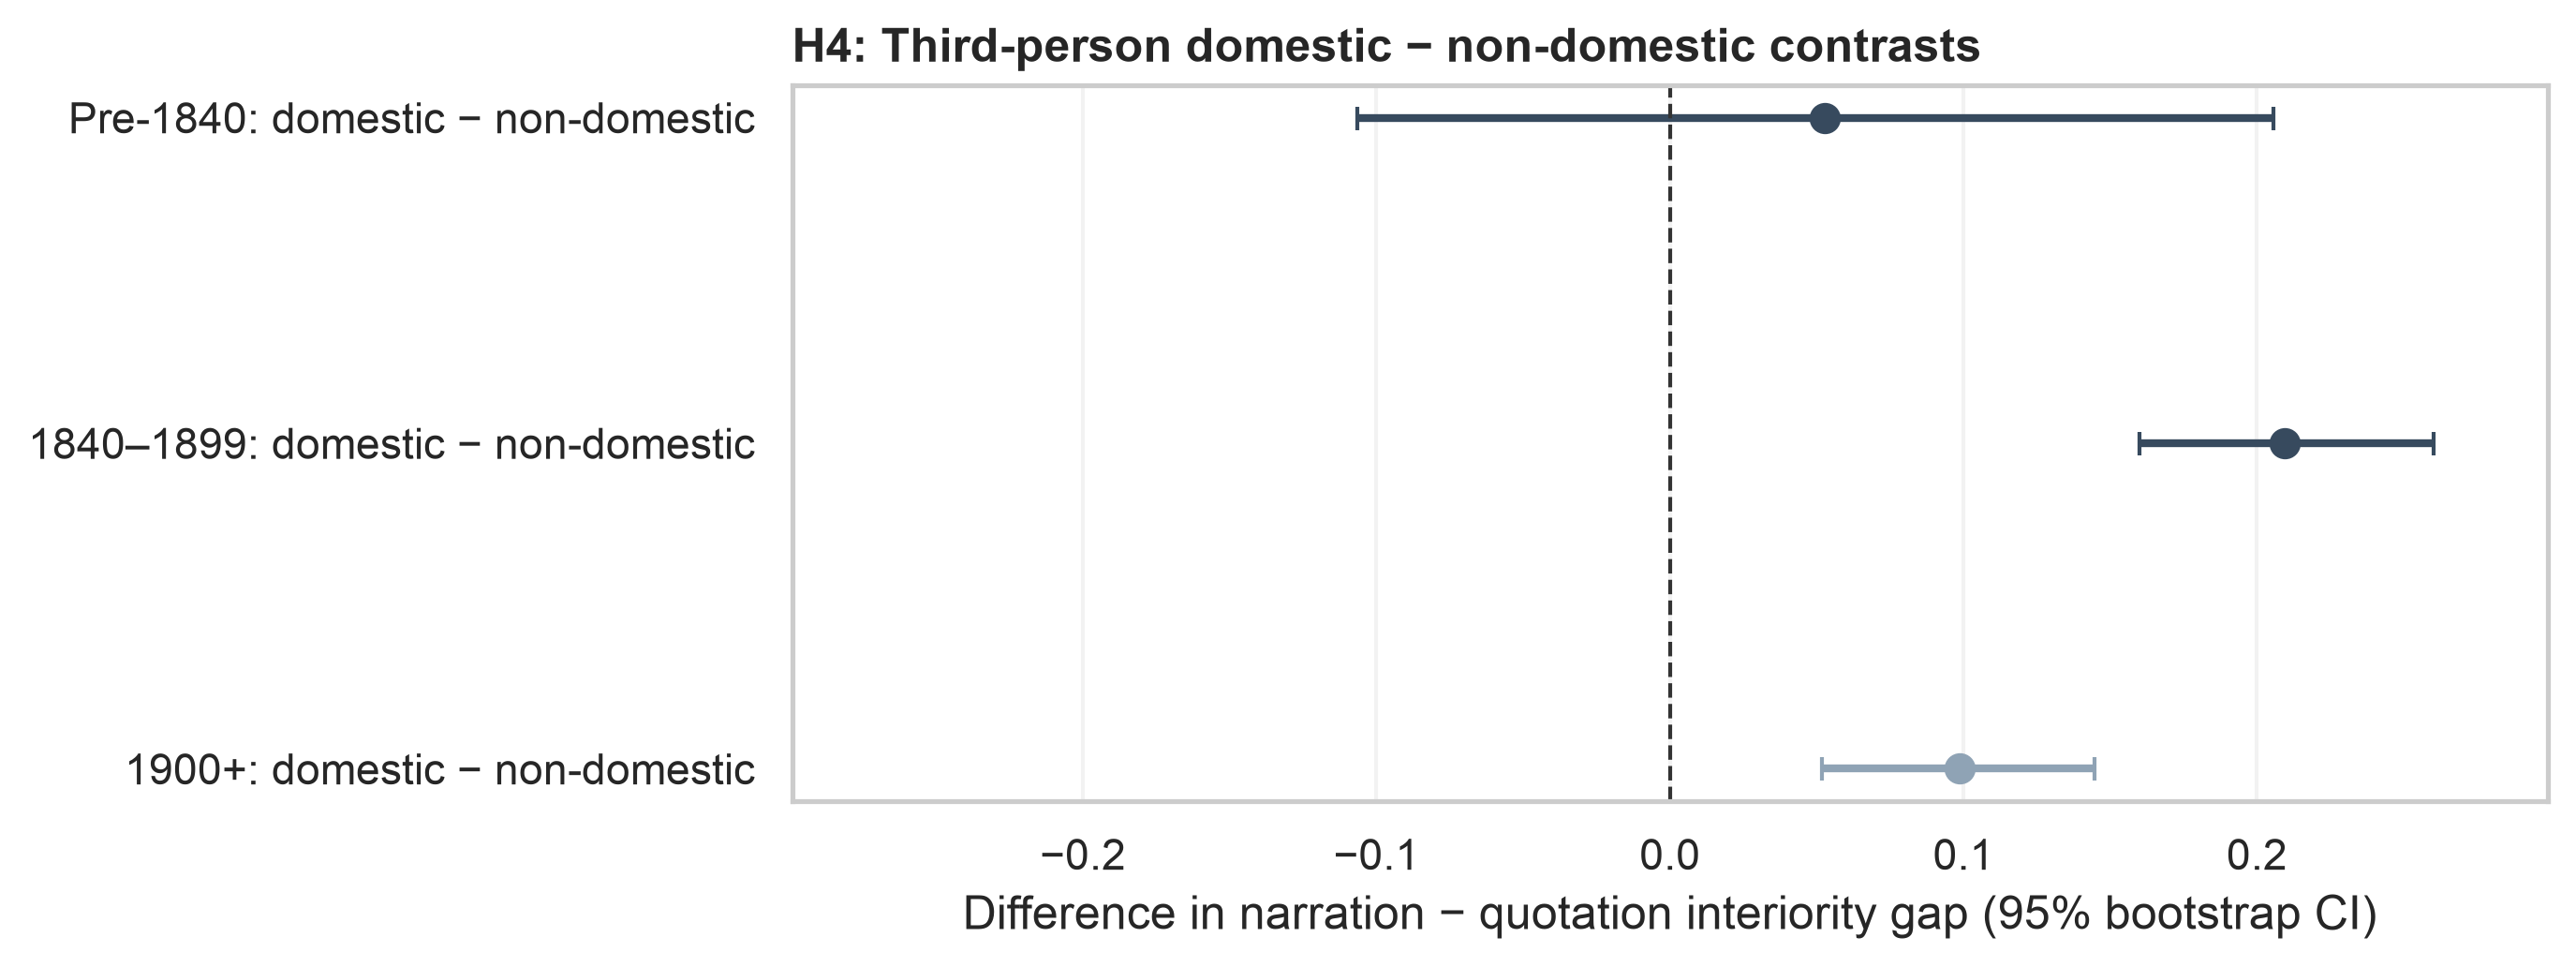 H4: Third-person domestic − non-domestic contrasts
Pre-1840: domestic − non-domestic
1840–1899: domestic − non-domestic
1900+: domestic − non-domestic
−0.2 −0.1 0.0 0.1 0.2
Difference in narration − quotation interiority gap (95% bootstrap CI)